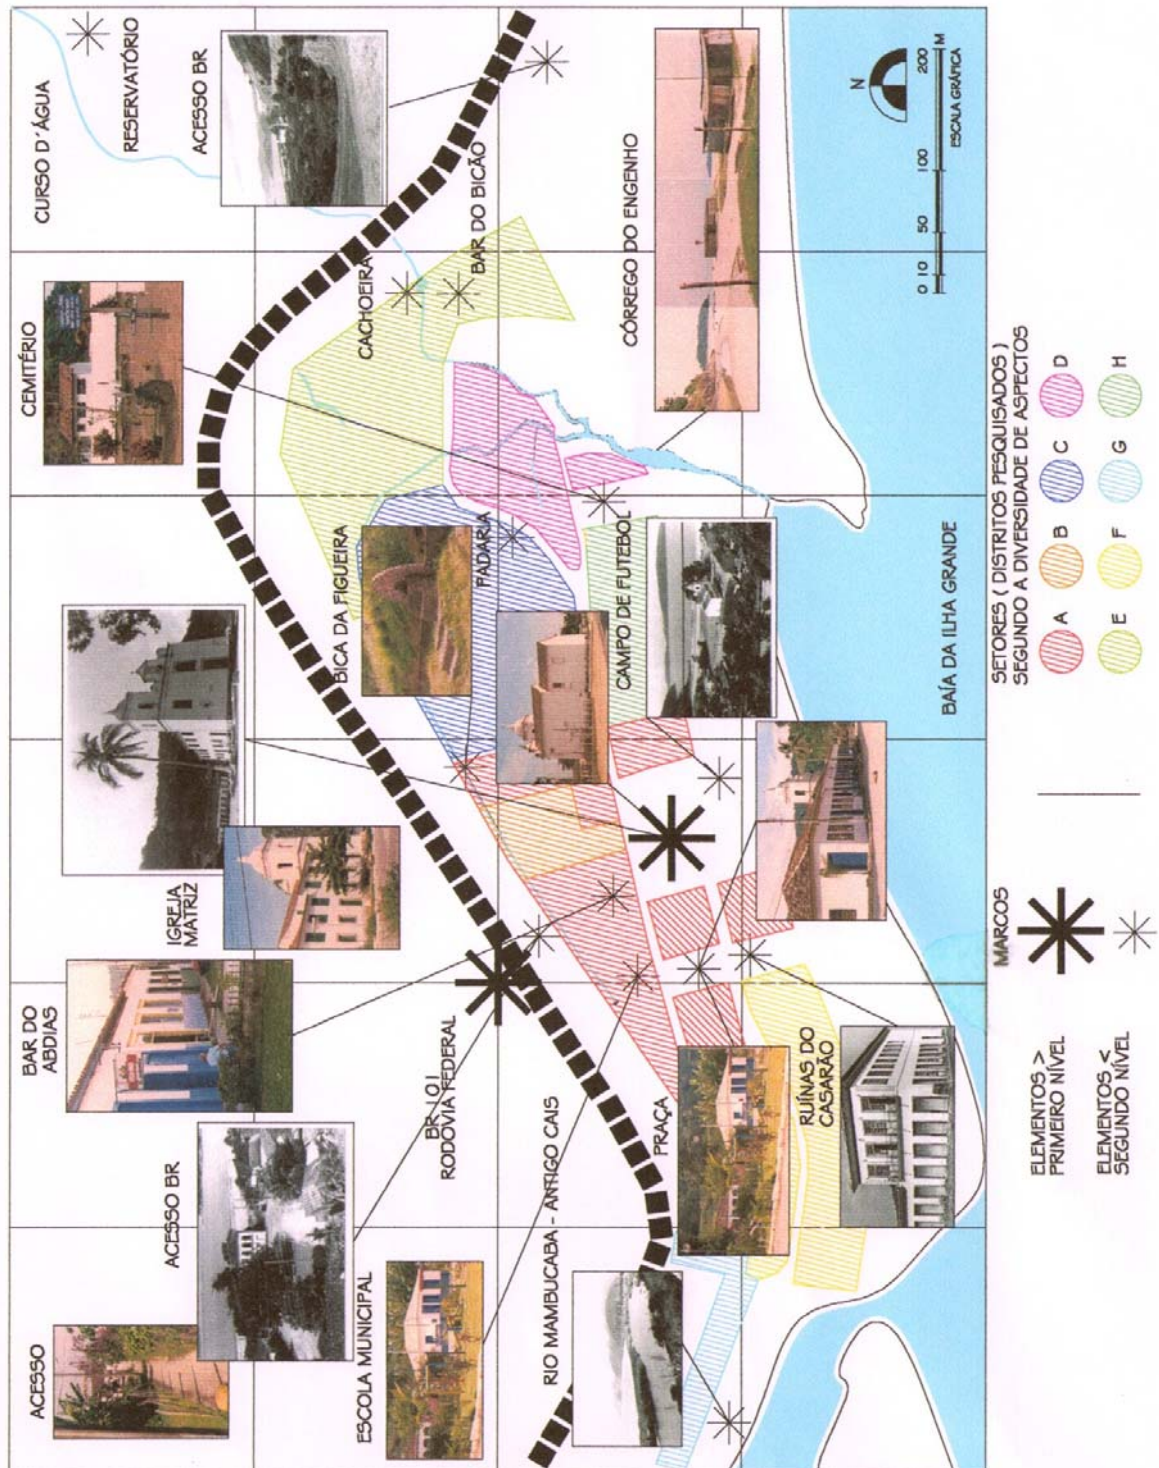 ACESSO
ACESSO BR
BAR DO
ABDIAS
IGREJA
MATRIZ
CEMITÉRIO
CURSO D'ÁGUA
RESERVATÓRIO
ACESSO BR
ESCOLA MUNICIPAL
BR 101
RODOVIA FEDERAL
BICA DA FIGUEIRA
CACHOEIRA
BAR DO BICÃO
PADARIA
RIO MAMBUCABA - ANTIGO CAIS
PRAÇA
CAMPO DE FUTEBOL
CÓRREGO DO ENGENHO
RUÍNAS DO
CASARÃO
BAÍA DA ILHA GRANDE
N
0 10 50 100 200 M
ESCALA GRÁFICA
MARCOS
ELEMENTOS >
PRIMEIRO NÍVEL
ELEMENTOS <
SEGUNDO NÍVEL
SETORES ( DISTRITOS PESQUISADOS )
SEGUNDO A DIVERSIDADE DE ASPECTOS
A B C D
E F G H